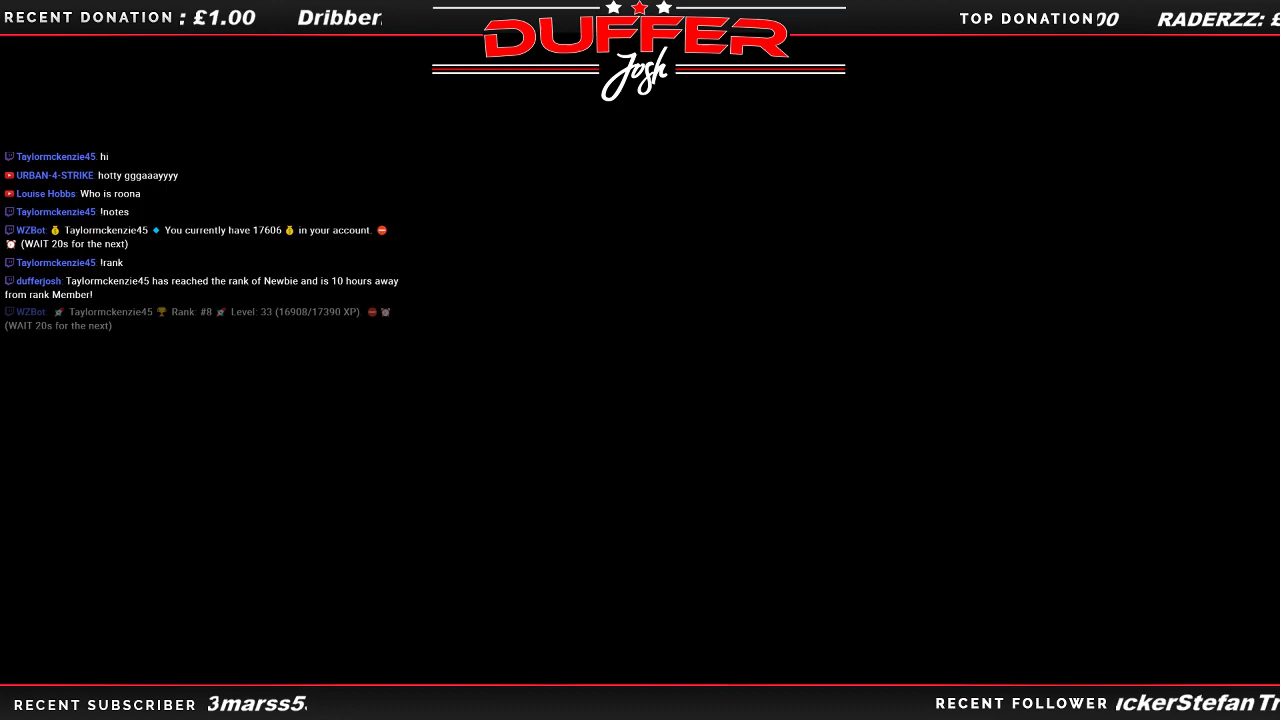 RECENT DONATION : £1.00 Dribber
DUFFER
Josh
TOP DONATION 00 RADERZZ: £
Taylormckenzie45: hi
URBAN-4-STRIKE: hotty gggaaayyyy
Louise Hobbs: Who is roona
Taylormckenzie45: !notes
WZBot: 💰 Taylormckenzie45 🔹 You currently have 17606 💰 in your account. ⛔
⏰ (WAIT 20s for the next)
Taylormckenzie45: !rank
dufferjosh: Taylormckenzie45 has reached the rank of Newbie and is 10 hours away
from rank Member!
WZBot: Taylormckenzie45 🏆 Rank: #8 Level: 33 (16908/17390 XP) ⛔ ⏰
(WAIT 20s for the next)
RECENT SUBSCRIBER 3marss5
RECENT FOLLOWER ickerStefanTr